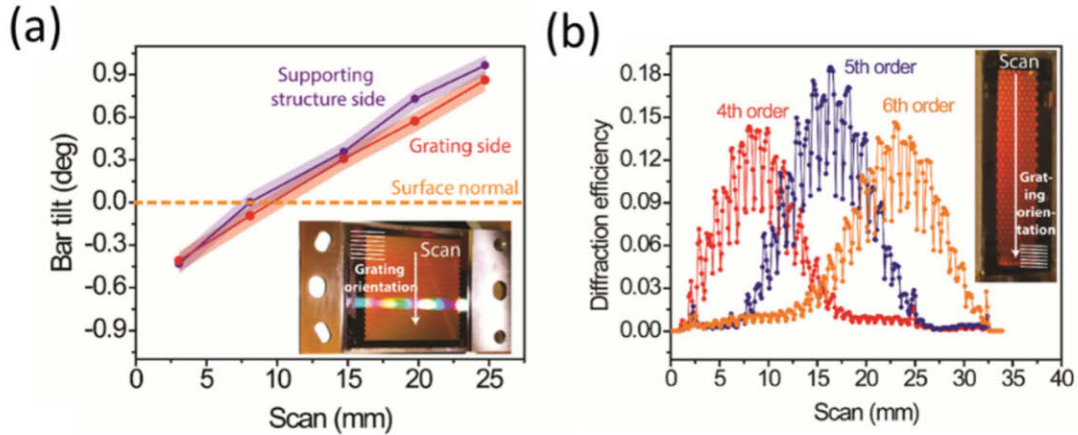 (a)
0.9
0.6
0.3
0.0
-0.3
-0.6
-0.9
Bar tilt (deg)
Supporting
structure side
Grating side
Surface normal
Scan
Grating
orientation
0 5 10 15 20 25
Scan (mm)
(b)
0.18
0.15
0.12
0.09
0.06
0.03
0.00
Diffraction efficiency
4th order
5th order
6th order
Scan
Grat-
ing
orien-
tation
0 5 10 15 20 25 30 35 40
Scan (mm)